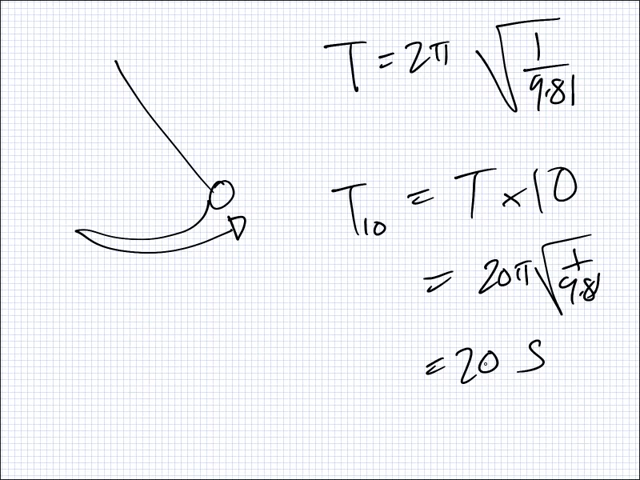 T = 2π √(1/9.81)
T₁₀ = T × 10
= 20π √(1/9.81)
= 20 S